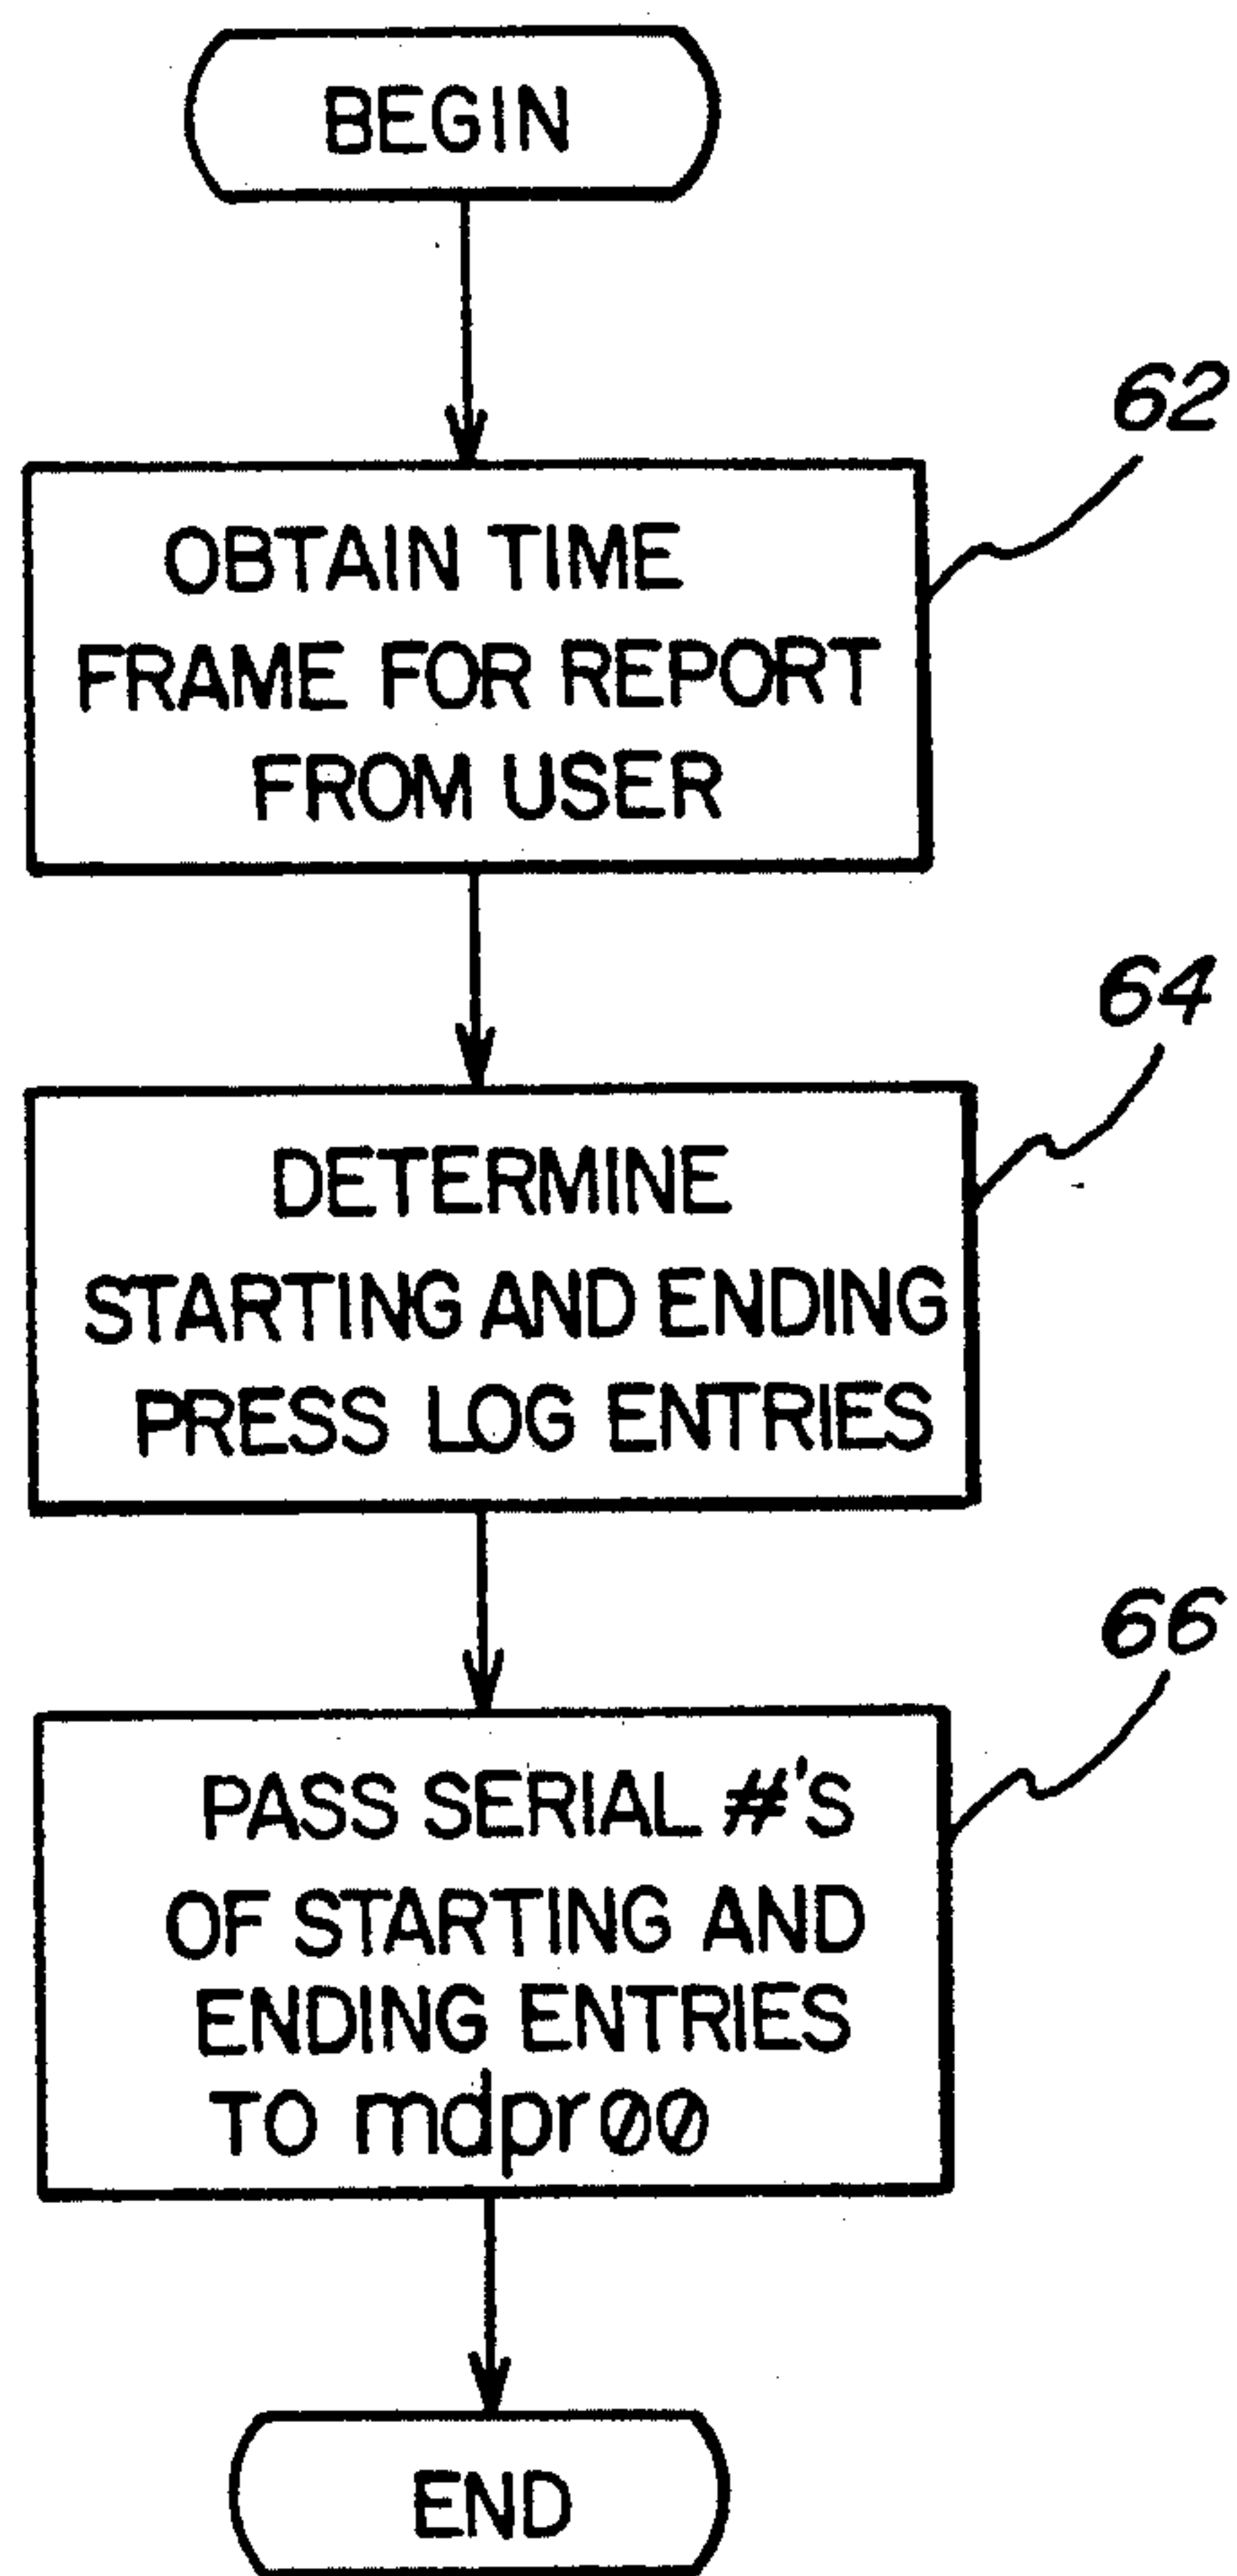 BEGIN
62
OBTAIN TIME
FRAME FOR REPORT
FROM USER
64
DETERMINE
STARTING AND ENDING
PRESS LOG ENTRIES
66
PASS SERIAL #'S
OF STARTING AND
ENDING ENTRIES
TO mdpr00
END